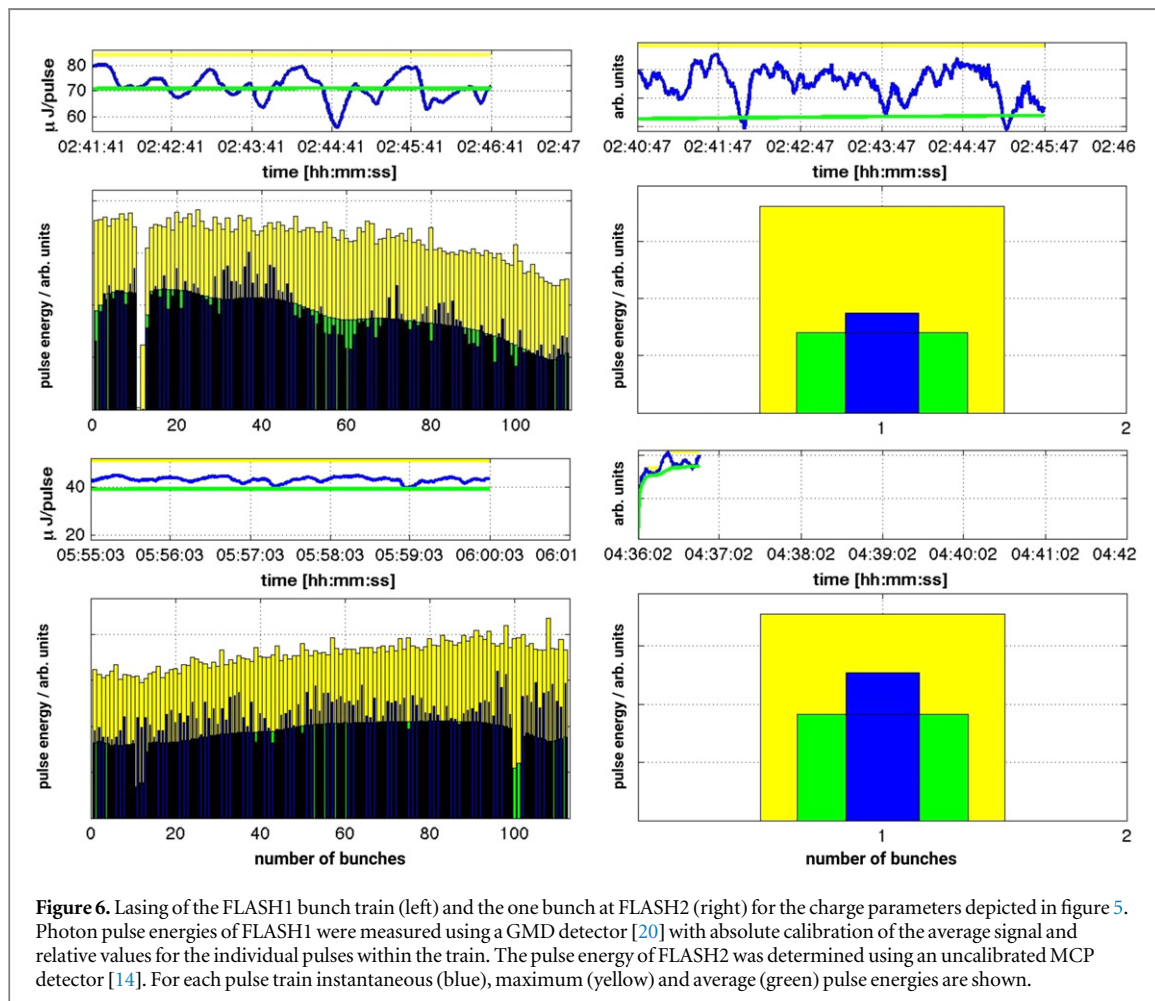 80
70
60
μ J/pulse
02:41:41 02:42:41 02:43:41 02:44:41 02:45:41 02:46:41 02:47
time [hh:mm:ss]
arb. units
02:40:47 02:41:47 02:42:47 02:43:47 02:44:47 02:45:47 02:46
time [hh:mm:ss]
pulse energy / arb. units
0 20 40 60 80 100
pulse energy / arb. units
1 2
40
20
μ J/pulse
05:55:03 05:56:03 05:57:03 05:58:03 05:59:03 06:00:03 06:01
time [hh:mm:ss]
arb. units
04:36:02 04:37:02 04:38:02 04:39:02 04:40:02 04:41:02 04:42
time [hh:mm:ss]
pulse energy / arb. units
0 20 40 60 80 100
number of bunches
pulse energy / arb. units
1 2
number of bunches
Figure 6. Lasing of the FLASH1 bunch train (left) and the one bunch at FLASH2 (right) for the charge parameters depicted in figure 5.
Photon pulse energies of FLASH1 were measured using a GMD detector [20] with absolute calibration of the average signal and
relative values for the individual pulses within the train. The pulse energy of FLASH2 was determined using an uncalibrated MCP
detector [14]. For each pulse train instantaneous (blue), maximum (yellow) and average (green) pulse energies are shown.